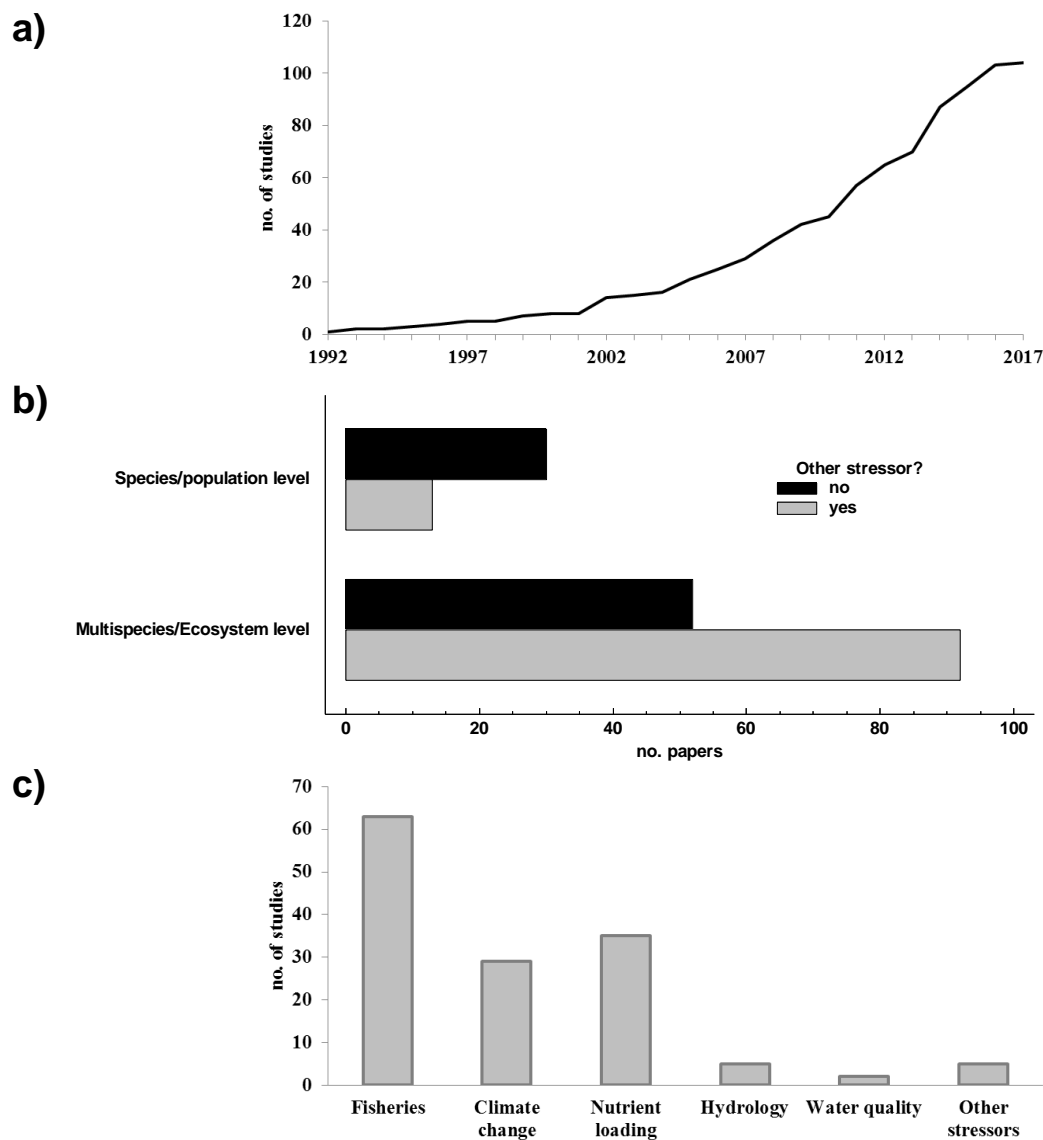 a)
120
100
80
60
40
20
0
no. of studies
1992 1997 2002 2007 2012 2017
b)
Species/population level
Multispecies/Ecosystem level
Other stressor?
no
yes
0 20 40 60 80 100
no. papers
c)
70
60
50
40
30
20
10
0
no. of studies
Fisheries Climate Nutrient Hydrology Water quality Other
change loading stressors